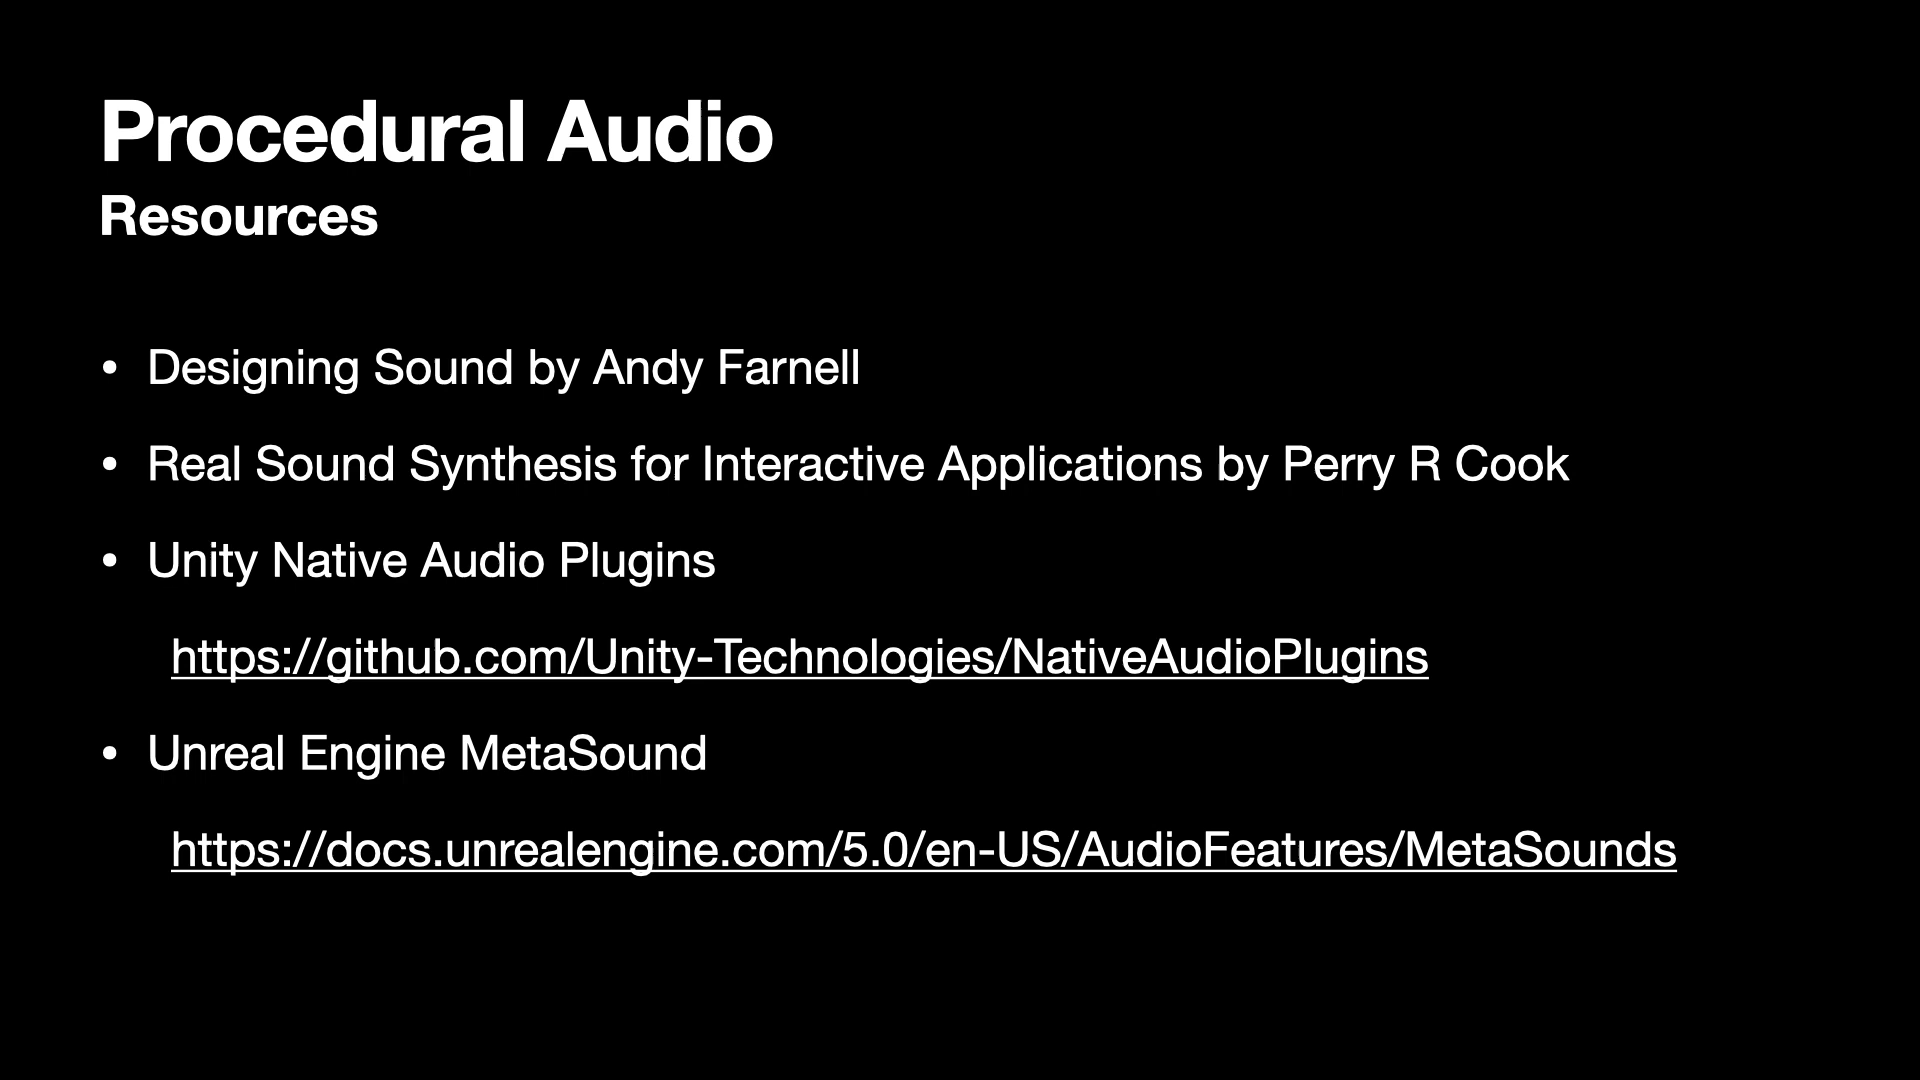 Procedural Audio
Resources
• Designing Sound by Andy Farnell
• Real Sound Synthesis for Interactive Applications by Perry R Cook
• Unity Native Audio Plugins
https://github.com/Unity-Technologies/NativeAudioPlugins
• Unreal Engine MetaSound
https://docs.unrealengine.com/5.0/en-US/AudioFeatures/MetaSounds